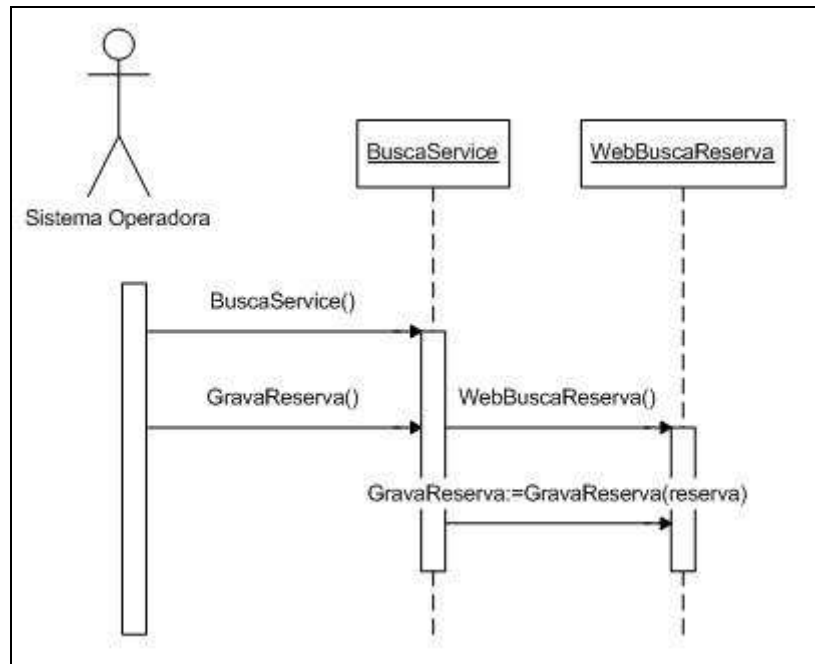 BuscaService
WebBuscaReserva
Sistema Operadora
BuscaService()
GravaReserva()
WebBuscaReserva()
GravaReserva:=GravaReserva(reserva)